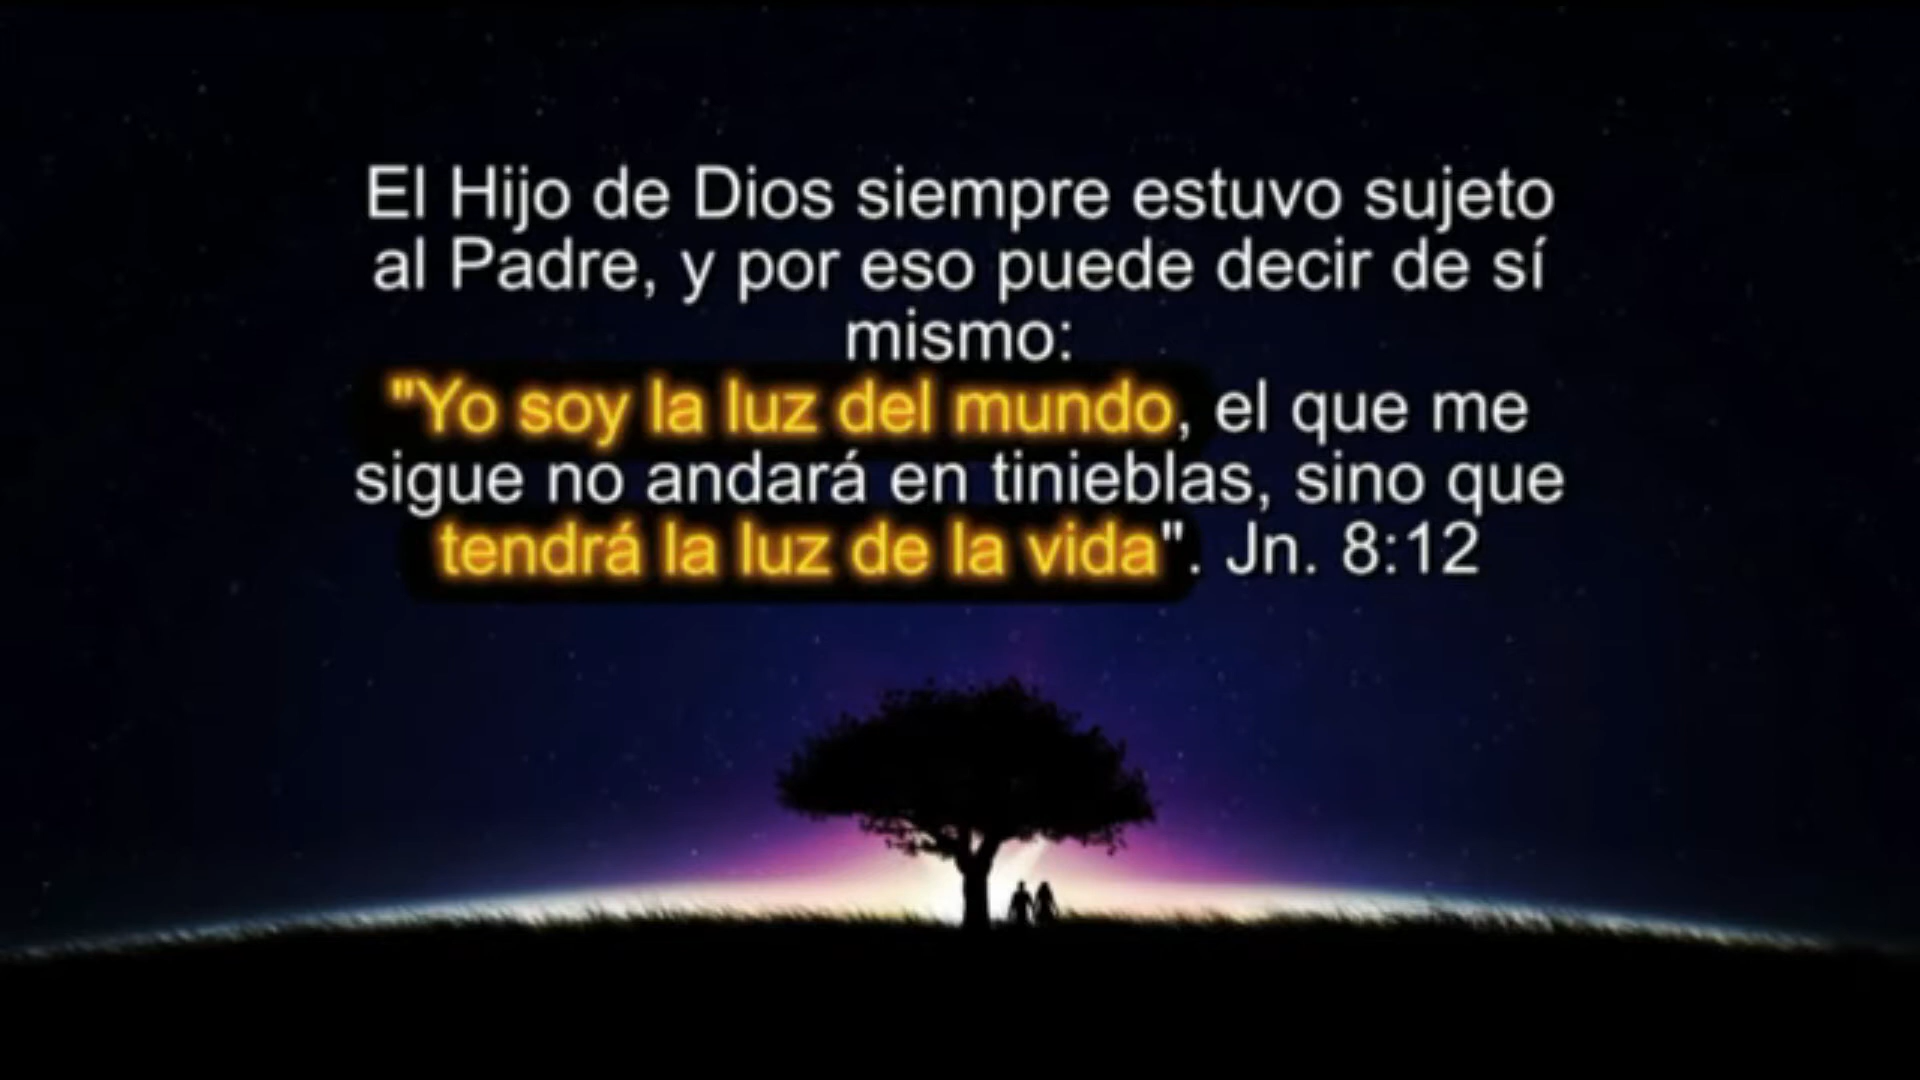 El Hijo de Dios siempre estuvo sujeto
al Padre, y por eso puede decir de sí
mismo:
"Yo soy la luz del mundo, el que me
sigue no andará en tinieblas, sino que
tendrá la luz de la vida". Jn. 8:12